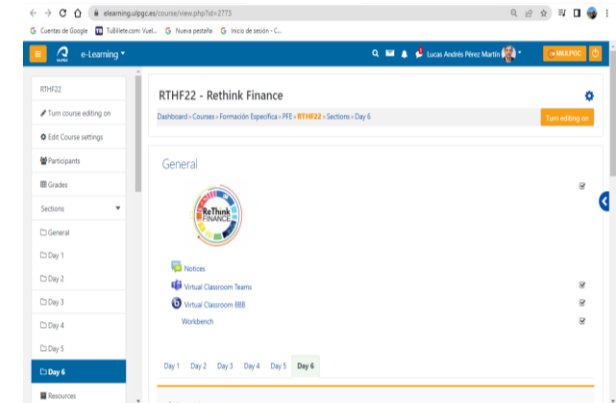 elearning.ulpgc.es/course/view.php?id=2773
Cuentas de Google
TuBillete.com: Vuel...
Nueva pestaña
Inicio de sesión - C...
e-Learning
Lucas Andrés Pérez Martín
MiULPGC
RTHF22
Turn course editing on
Edit Course settings
Participants
Grades
Sections
General
Day 1
Day 2
Day 3
Day 4
Day 5
Day 6
Resources
RTHF22 - Rethink Finance
Dashboard › Courses › Formación Específica › PFE › RTHF22 › Sections › Day 6
Turn editing on
General
ReThink
FINANCE
Notices
Virtual Classroom Teams
Virtual Classroom BBB
Workbench
Day 1 Day 2 Day 3 Day 4 Day 5 Day 6